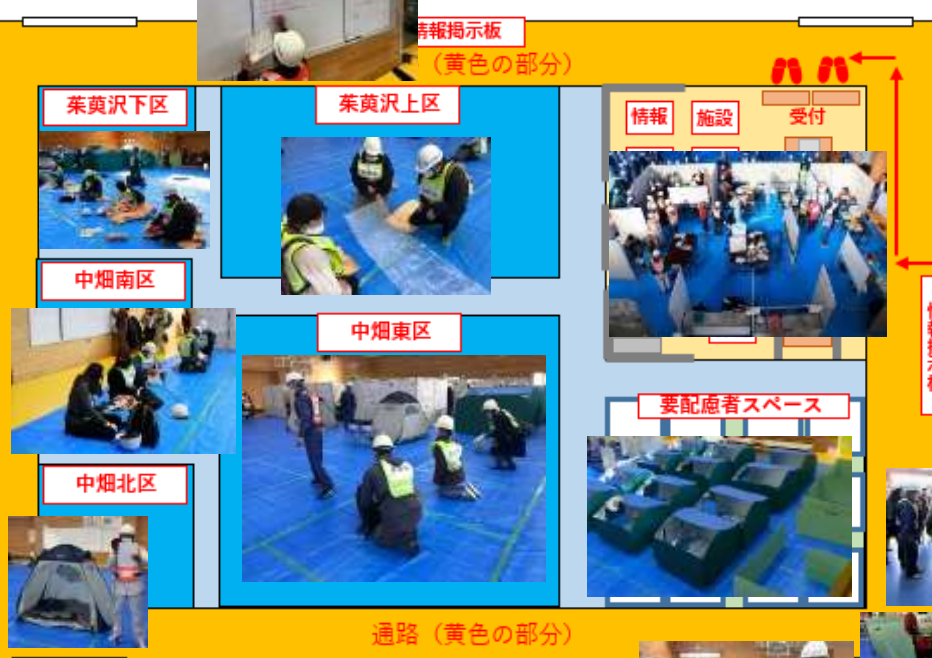 情報掲示板
（黄色の部分）
茱萸沢下区
茱萸沢上区
情報
施設
受付
中畑南区
中畑東区
要配慮者スペース
中畑北区
通路（黄色の部分）